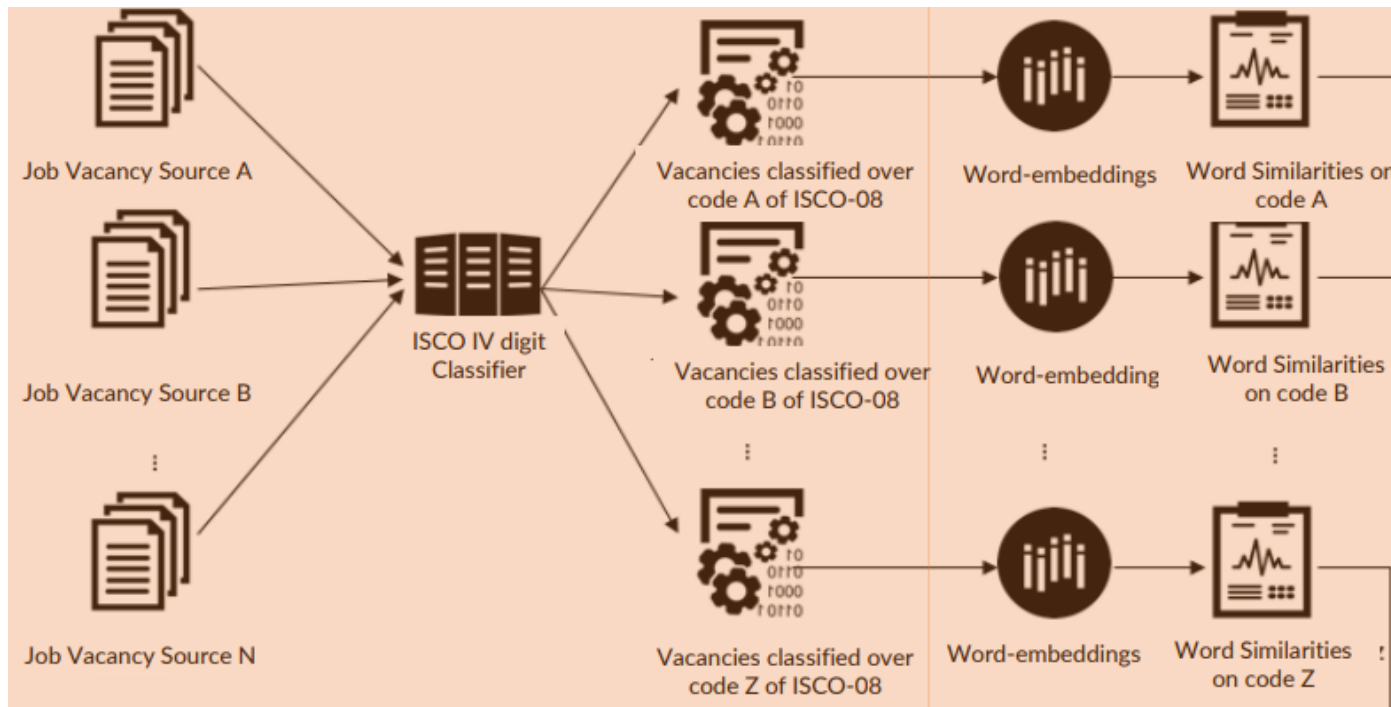 Job Vacancy Source A
Vacancies classified over
code A of ISCO-08
Word-embeddings
Word Similarities on
code A
ISCO IV digit
Classifier
Job Vacancy Source B
Vacancies classified over
code B of ISCO-08
Word-embedding
Word Similarities
on code B
Job Vacancy Source N
Vacancies classified over
code Z of ISCO-08
Word-embeddings
Word Similarities
on code Z